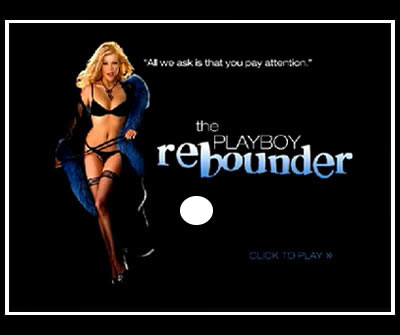 "All we ask is that you pay attention."
the
PLAYBOY
rebounder
CLICK TO PLAY »